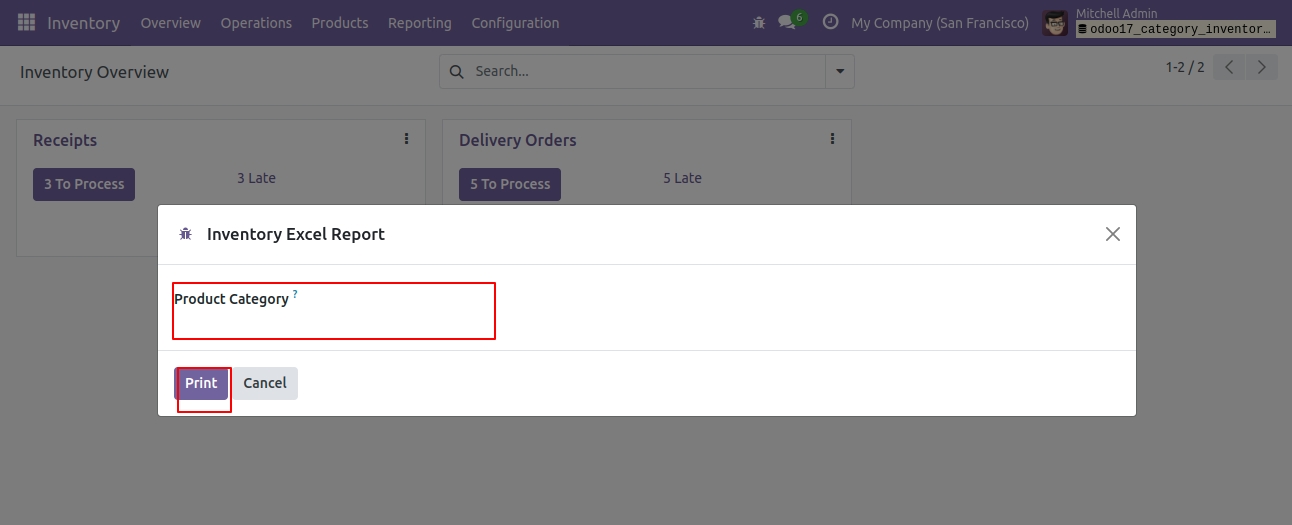 Inventory Overview Operations Products Reporting Configuration 6 My Company (San Francisco) Mitchell Admin
odoo17_category_inventor...
Inventory Overview Search... 1-2 / 2
Receipts Delivery Orders
3 To Process 3 Late 5 To Process 5 Late
Inventory Excel Report
Product Category ?
Print Cancel